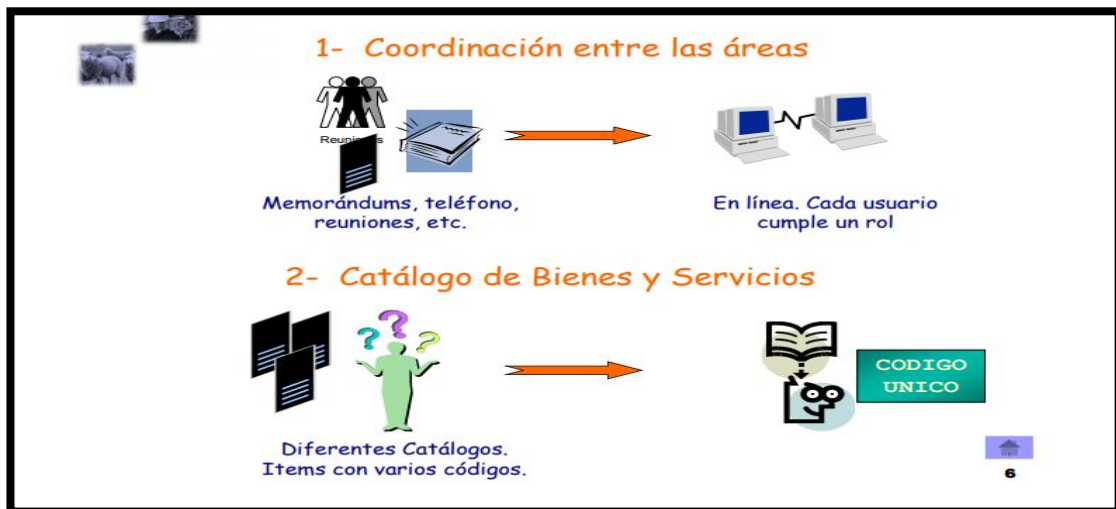 1- Coordinación entre las áreas
Reuniones
Memorándums, teléfono,
reuniones, etc.
En línea. Cada usuario
cumple un rol
2- Catálogo de Bienes y Servicios
CODIGO
UNICO
Diferentes Catálogos.
Items con varios códigos.
6